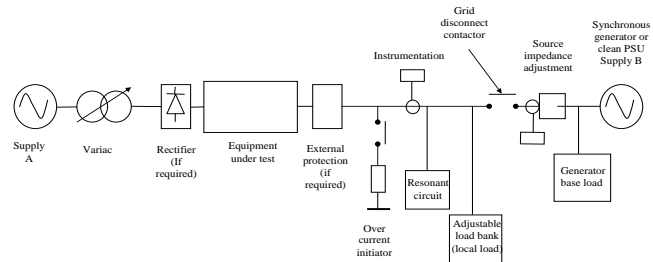 Grid
disconnect
contactor
Synchronous
generator or
clean PSU
Supply B
Source
impedance
adjustment
Instrumentation
Supply
A
Variac
Rectifier
(If
required)
Equipment
under test
External
protection
(if
required)
Over
current
initiator
Resonant
circuit
Adjustable
load bank
(local load)
Generator
base load